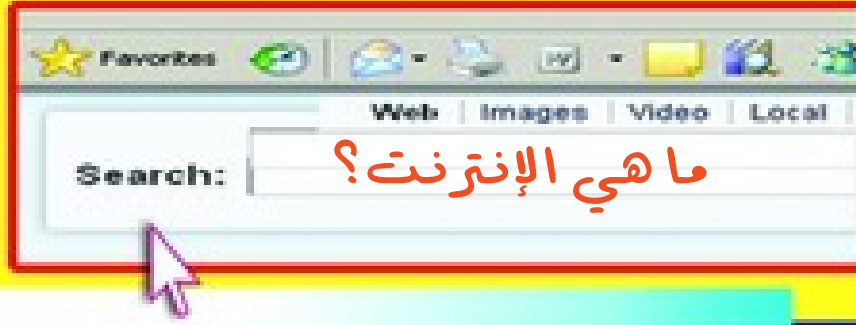 Favorites
Web | Images | Video | Local |
Search: ما هي الإنترنت؟